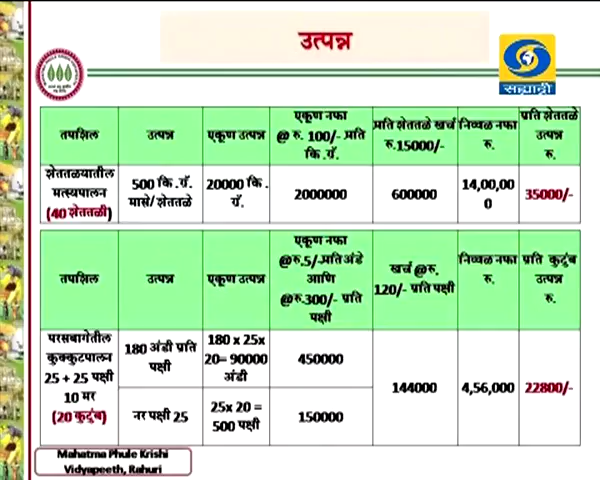 उत्पन्न
सह्याद्री
तपशिल
उत्पन्न
एकूण उत्पन्न
एकूण नफा
@ रु. 100/- प्रति
कि.ग्रॅ.
प्रति शेततळे खर्च
रु.15000/-
निव्वळ नफा
रु.
प्रति शेततळे
उत्पन्न
रु.
शेततळयातील
मत्स्यपालन
(40 शेततळी)
500 कि .ग्रॅ.
मासे/ शेततळे
20000 कि .
ग्रॅ.
2000000
600000
14,00,00
0
35000/-
तपशिल
उत्पन्न
एकूण उत्पन्न
एकूण नफा
@रु.5/-प्रति अंडे
आणि
@रु.300/- प्रति
पक्षी
खर्च @रु.
120/- प्रति पक्षी
निव्वळ नफा
रु.
प्रति कुटुंब
उत्पन्न
रु.
परसबागेतील
कुक्कुटपालन
25 + 25 पक्षी
10 मर
(20 कुटुंब)
180 अंडी प्रति
पक्षी
180 x 25x
20= 90000
अंडी
450000
144000
4,56,000
22800/-
नर पक्षी 25
25x 20 =
500 पक्षी
150000
Mahatma Phule Krishi
Vidyapeeth, Rahuri